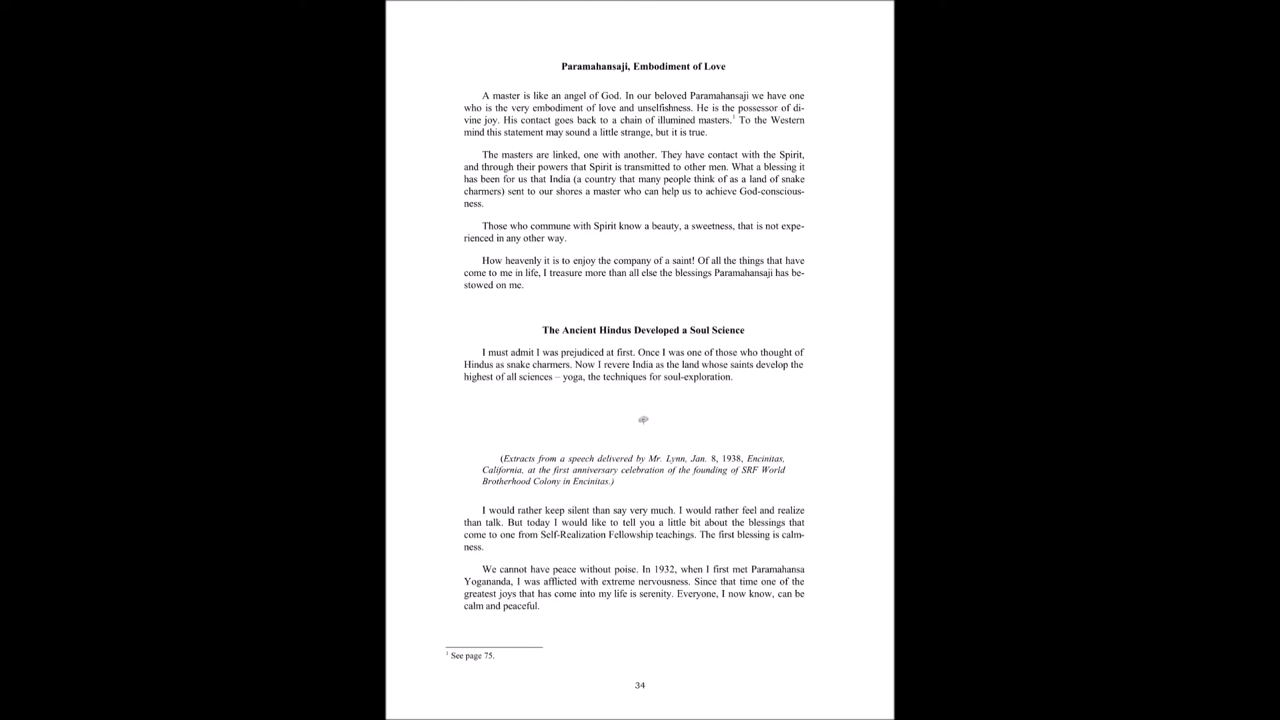 Paramahansaji, Embodiment of Love
A master is like an angel of God. In our beloved Paramahansaji we have one
who is the very embodiment of love and unselfishness. He is the possessor of di-
vine joy. His contact goes back to a chain of illumined masters.¹ To the Western
mind this statement may sound a little strange, but it is true.
The masters are linked, one with another. They have contact with the Spirit,
and through their powers that Spirit is transmitted to other men. What a blessing it
has been for us that India (a country that many people think of as a land of snake
charmers) sent to our shores a master who can help us to achieve God-conscious-
ness.
Those who commune with Spirit know a beauty, a sweetness, that is not expe-
rienced in any other way.
How heavenly it is to enjoy the company of a saint! Of all the things that have
come to me in life, I treasure more than all else the blessings Paramahansaji has be-
stowed on me.
The Ancient Hindus Developed a Soul Science
I must admit I was prejudiced at first. Once I was one of those who thought of
Hindus as snake charmers. Now I revere India as the land whose saints develop the
highest of all sciences – yoga, the techniques for soul-exploration.
(Extracts from a speech delivered by Mr. Lynn, Jan. 8, 1938, Encinitas,
California, at the first anniversary celebration of the founding of SRF World
Brotherhood Colony in Encinitas.)
I would rather keep silent than say very much. I would rather feel and realize
than talk. But today I would like to tell you a little bit about the blessings that
come to one from Self-Realization Fellowship teachings. The first blessing is calm-
ness.
We cannot have peace without poise. In 1932, when I first met Paramahansa
Yogananda, I was afflicted with extreme nervousness. Since that time one of the
greatest joys that has come into my life is serenity. Everyone, I now know, can be
calm and peaceful.
¹ See page 75.
34